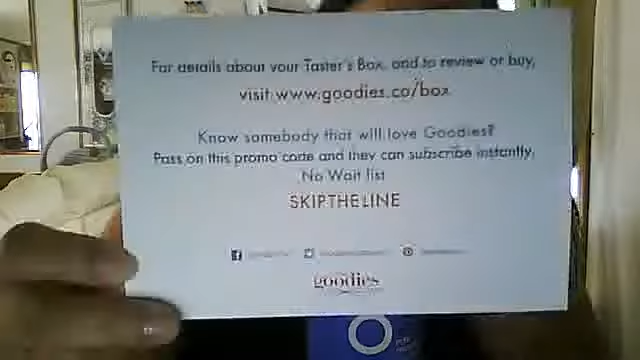 For details about your Taster's Box, and to review or buy,
visit www.goodies.co/box
Know somebody that will love Goodies?
Pass on this promo code and they can subscribe instantly.
No Wait list
SKIPTHELINE
goodies